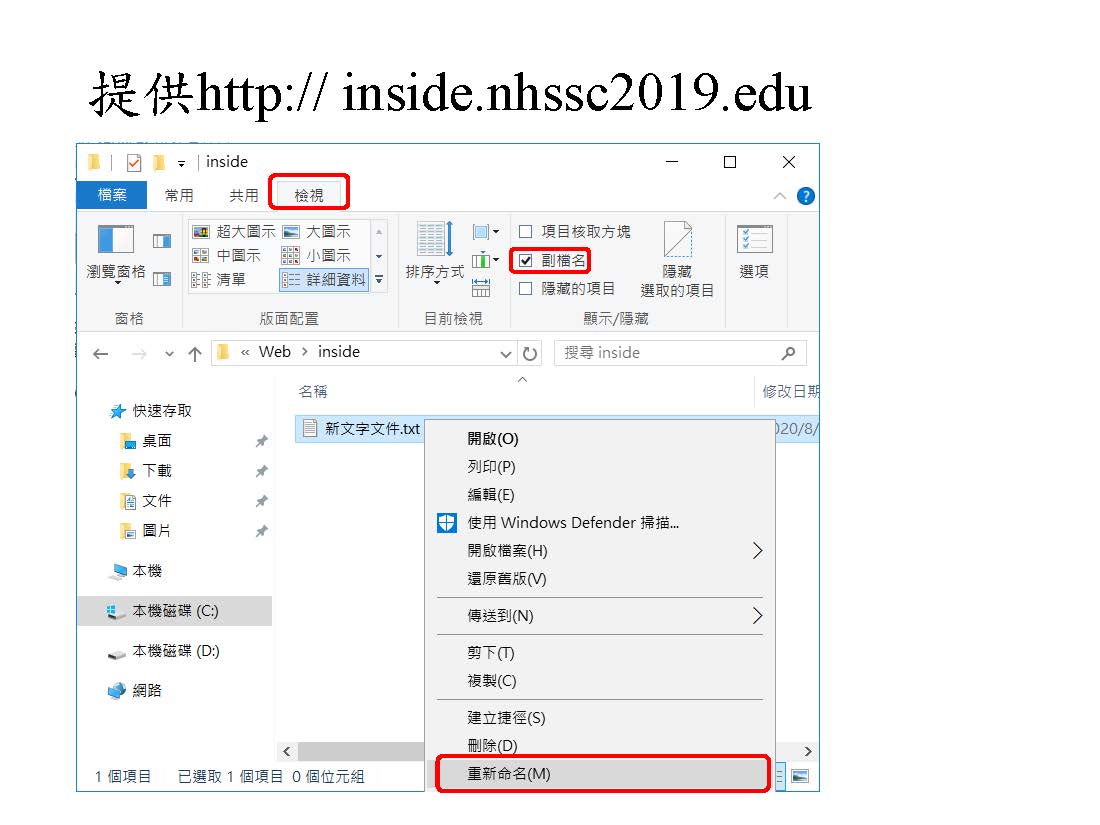 提供http:// inside.nhssc2019.edu
inside
檔案 常用 共用 檢視
超大圖示 大圖示
中圖示 小圖示
清單 詳細資料
瀏覽窗格
排序方式
項目核取方塊
副檔名
隱藏的項目
隱藏
選取的項目
選項
窗格 版面配置 目前檢視 顯示/隱藏
« Web > inside
搜尋 inside
名稱 修改日期
新文字文件.txt 020/8/
快速存取
桌面
下載
文件
圖片
本機
本機磁碟 (C:)
本機磁碟 (D:)
網路
開啟(O)
列印(P)
編輯(E)
使用 Windows Defender 掃描...
開啟檔案(H)
還原舊版(V)
傳送到(N)
剪下(T)
複製(C)
建立捷徑(S)
刪除(D)
重新命名(M)
1 個項目 已選取 1 個項目 0 個位元組